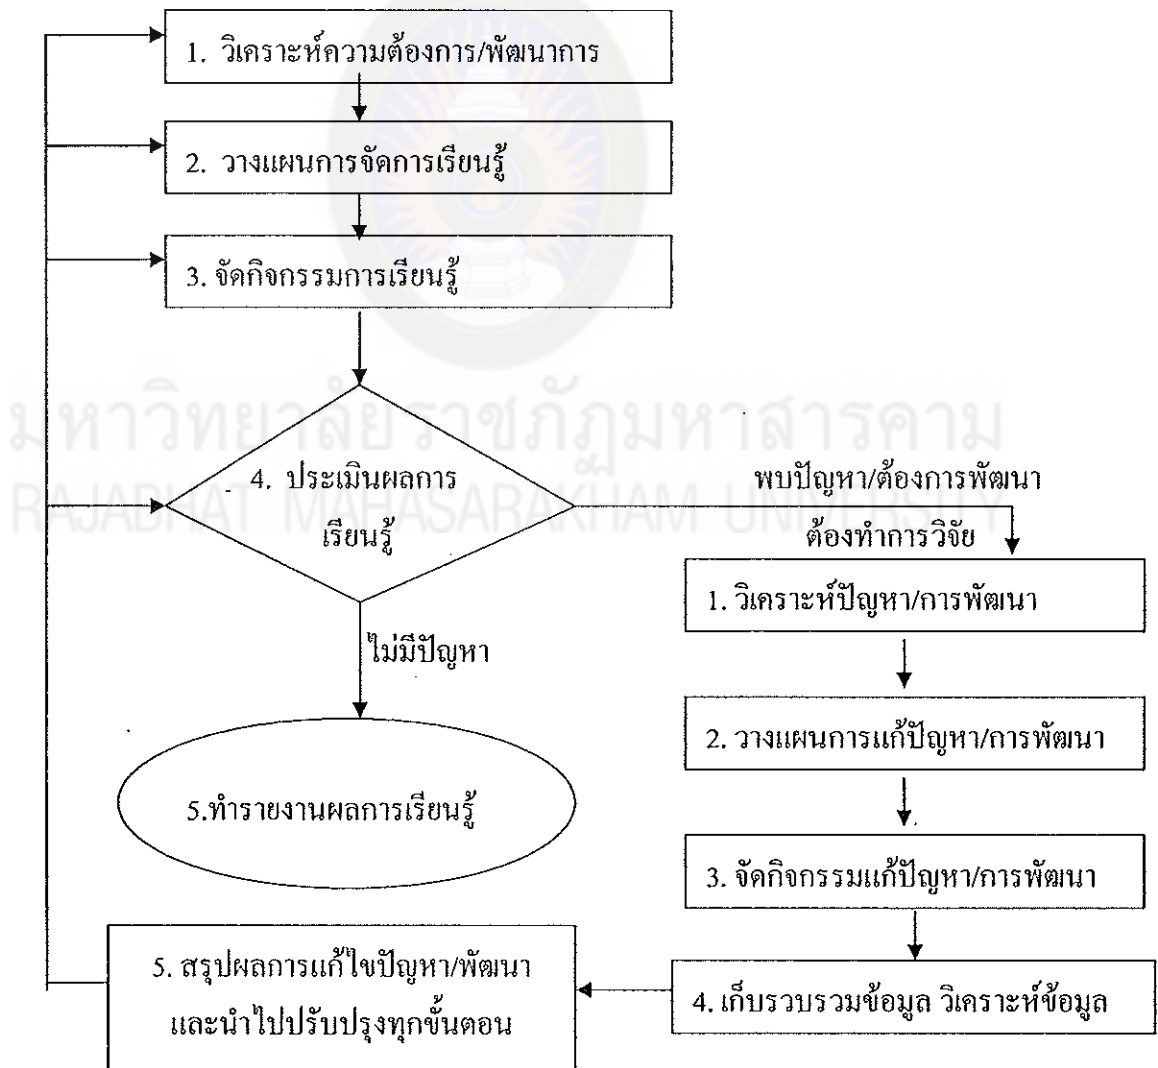 1. วิเคราะห์ความต้องการ/พัฒนาการ
2. วางแผนการจัดการเรียนรู้
3. จัดกิจกรรมการเรียนรู้
มหาวิทยาลัยราชภัฏมหาสารคาม
RAJABHAT MAHASARAKHAM UNIVERSITY
4. ประเมินผลการ
เรียนรู้
พบปัญหา/ต้องการพัฒนา
ต้องทำการวิจัย
1. วิเคราะห์ปัญหา/การพัฒนา
ไม่มีปัญหา
2. วางแผนการแก้ปัญหา/การพัฒนา
5.ทำรายงานผลการเรียนรู้
3. จัดกิจกรรมแก้ปัญหา/การพัฒนา
4. เก็บรวบรวมข้อมูล วิเคราะห์ข้อมูล
5. สรุปผลการแก้ไขปัญหา/พัฒนา
และนำไปปรับปรุงทุกขั้นตอน